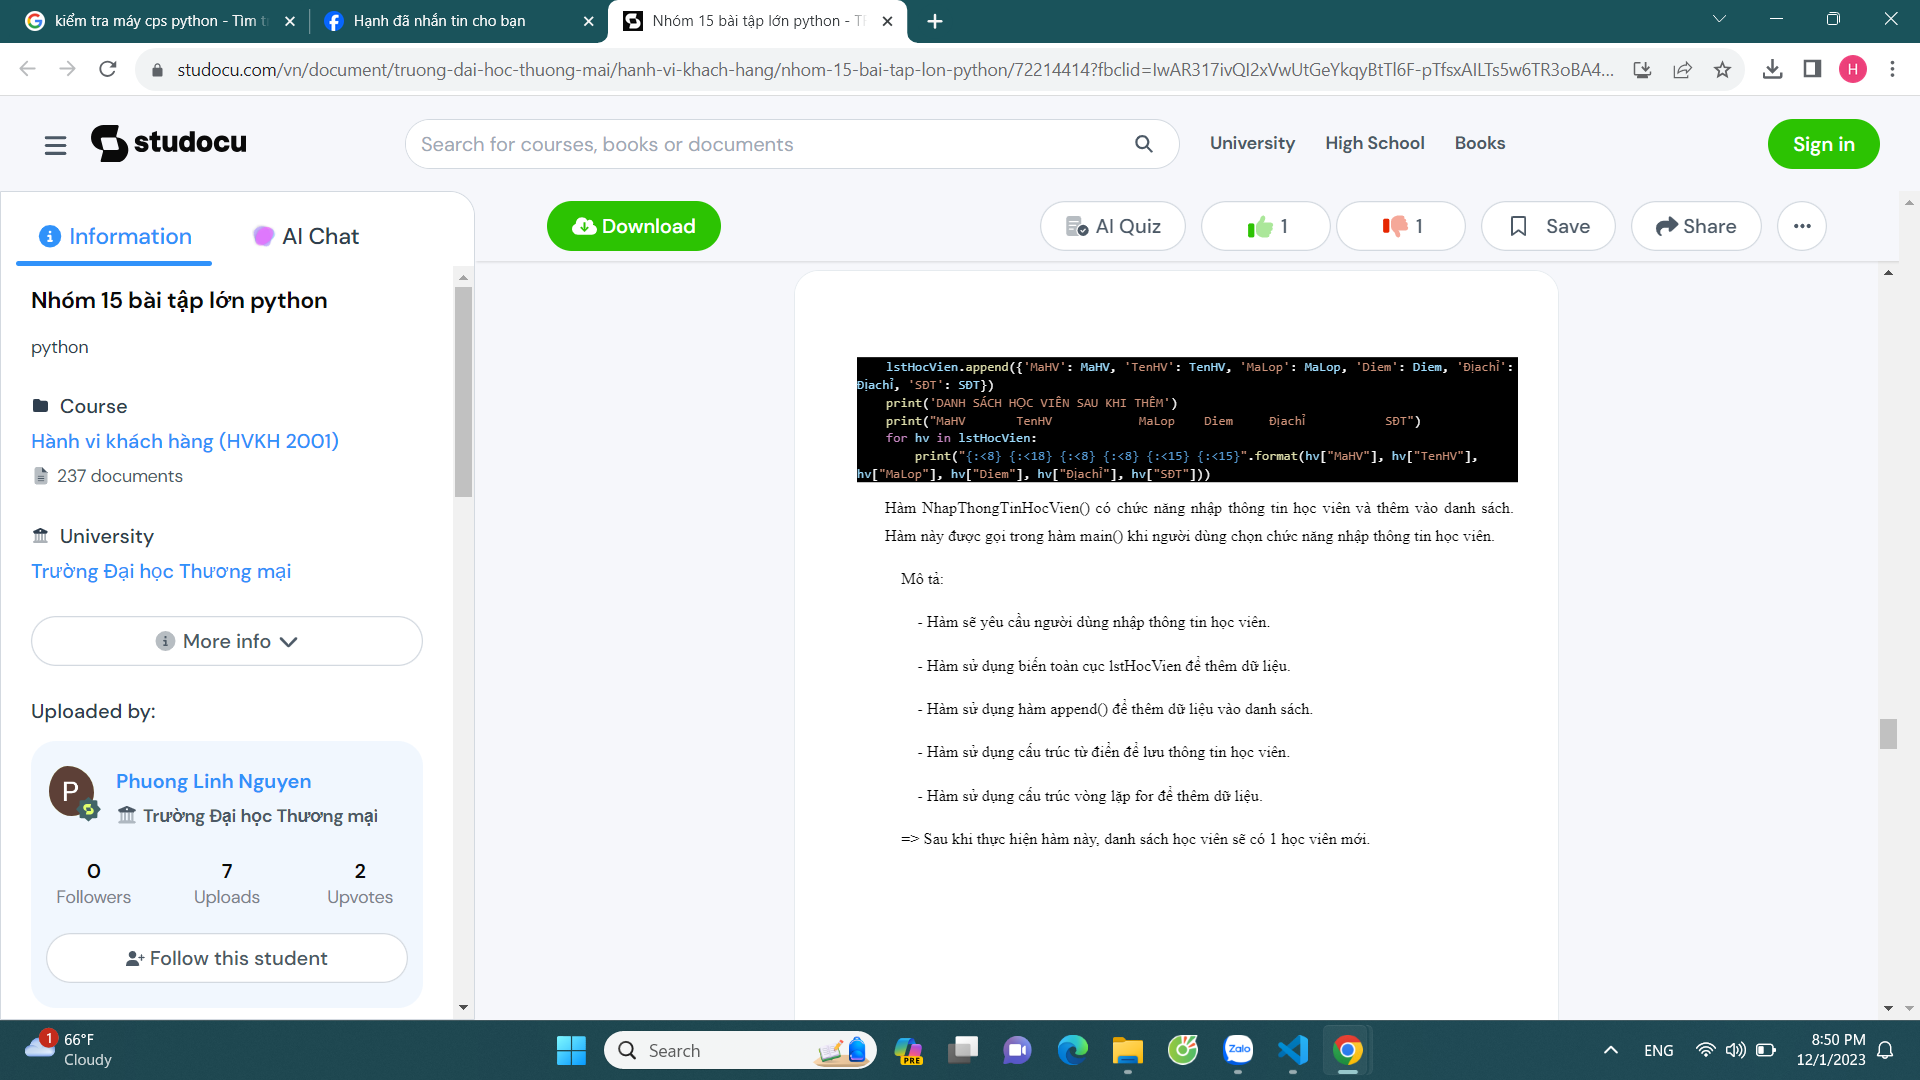 kiểm tra máy cps python - Tìm t
Hạnh đã nhắn tin cho bạn
Nhóm 15 bài tập lớn python - T
studocu.com/vn/document/truong-dai-hoc-thuong-mai/hanh-vi-khach-hang/nhom-15-bai-tap-lon-python/72214414?fbclid=IwAR317ivQI2xVwUtGeYkqyBtTl6F-pTfsxAILTs5w6TR3oBA4...
H
studocu
Search for courses, books or documents
University
High School
Books
Sign in
Information
AI Chat
Download
AI Quiz
1
1
Save
Share
Nhóm 15 bài tập lớn python
python
Course
Hành vi khách hàng (HVKH 2001)
237 documents
University
Trường Đại học Thương mại
More info
Uploaded by:
P
Phuong Linh Nguyen
Trường Đại học Thương mại
0 7 2
Followers Uploads Upvotes
Follow this student
lstHocVien.append({'MaHV': MaHV, 'TenHV': TenHV, 'MaLop': MaLop, 'Diem': Diem, 'Địachỉ':
Địachỉ, 'SĐT': SĐT})
print('DANH SÁCH HỌC VIÊN SAU KHI THÊM')
print("MaHV TenHV MaLop Diem Địachỉ SĐT")
for hv in lstHocVien:
print("{:<8} {:<18} {:<8} {:<8} {:<15} {:<15}".format(hv["MaHV"], hv["TenHV"],
hv["MaLop"], hv["Diem"], hv["Địachỉ"], hv["SĐT"]))
Hàm NhapThongTinHocVien() có chức năng nhập thông tin học viên và thêm vào danh sách.
Hàm này được gọi trong hàm main() khi người dùng chọn chức năng nhập thông tin học viên.
Mô tả:
- Hàm sẽ yêu cầu người dùng nhập thông tin học viên.
- Hàm sử dụng biến toàn cục lstHocVien để thêm dữ liệu.
- Hàm sử dụng hàm append() để thêm dữ liệu vào danh sách.
- Hàm sử dụng cấu trúc từ điển để lưu thông tin học viên.
- Hàm sử dụng cấu trúc vòng lặp for để thêm dữ liệu.
=> Sau khi thực hiện hàm này, danh sách học viên sẽ có 1 học viên mới.
1
66°F
Cloudy
Search
PRE
Zalo
ENG
8:50 PM
12/1/2023